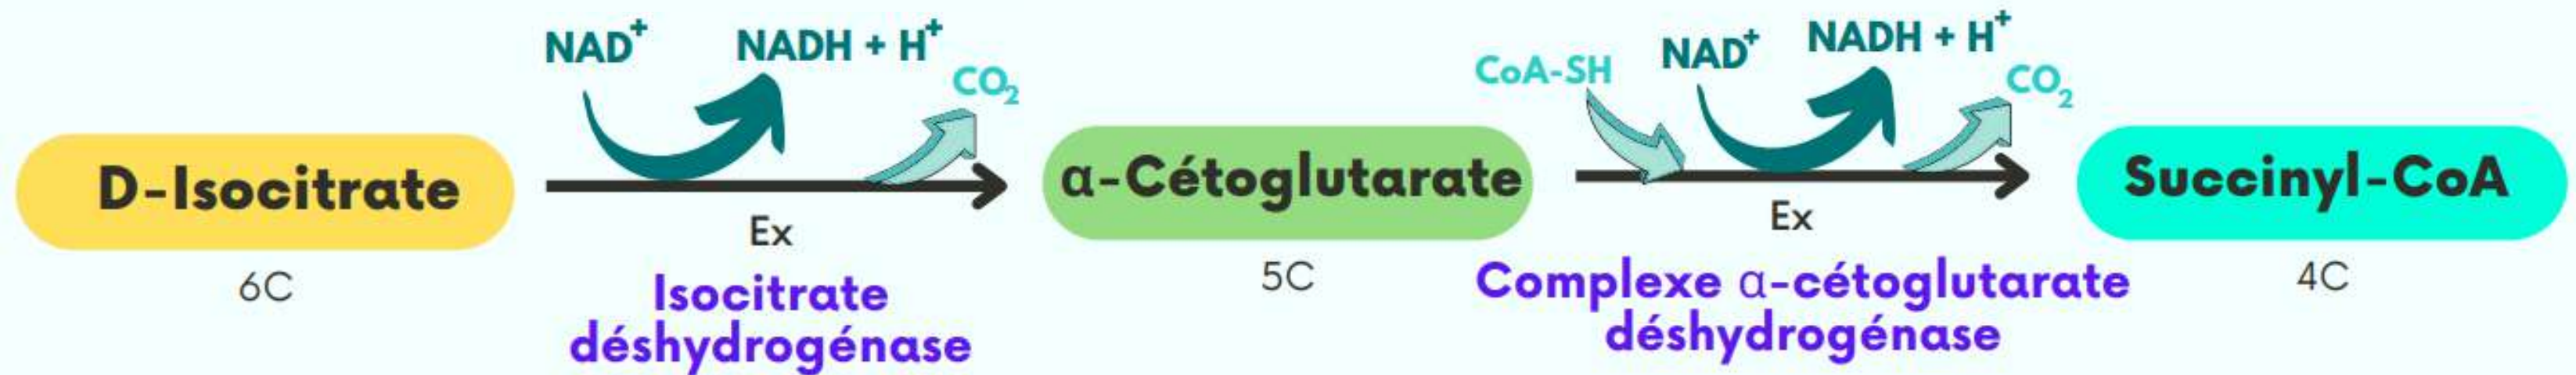 NAD⁺
NADH + H⁺
CO₂
CoA-SH
NAD⁺
NADH + H⁺
CO₂
D-Isocitrate
α-Cétoglutarate
Succinyl-CoA
Ex
Ex
6C
5C
4C
Isocitrate
déshydrogénase
Complexe α-cétoglutarate
déshydrogénase